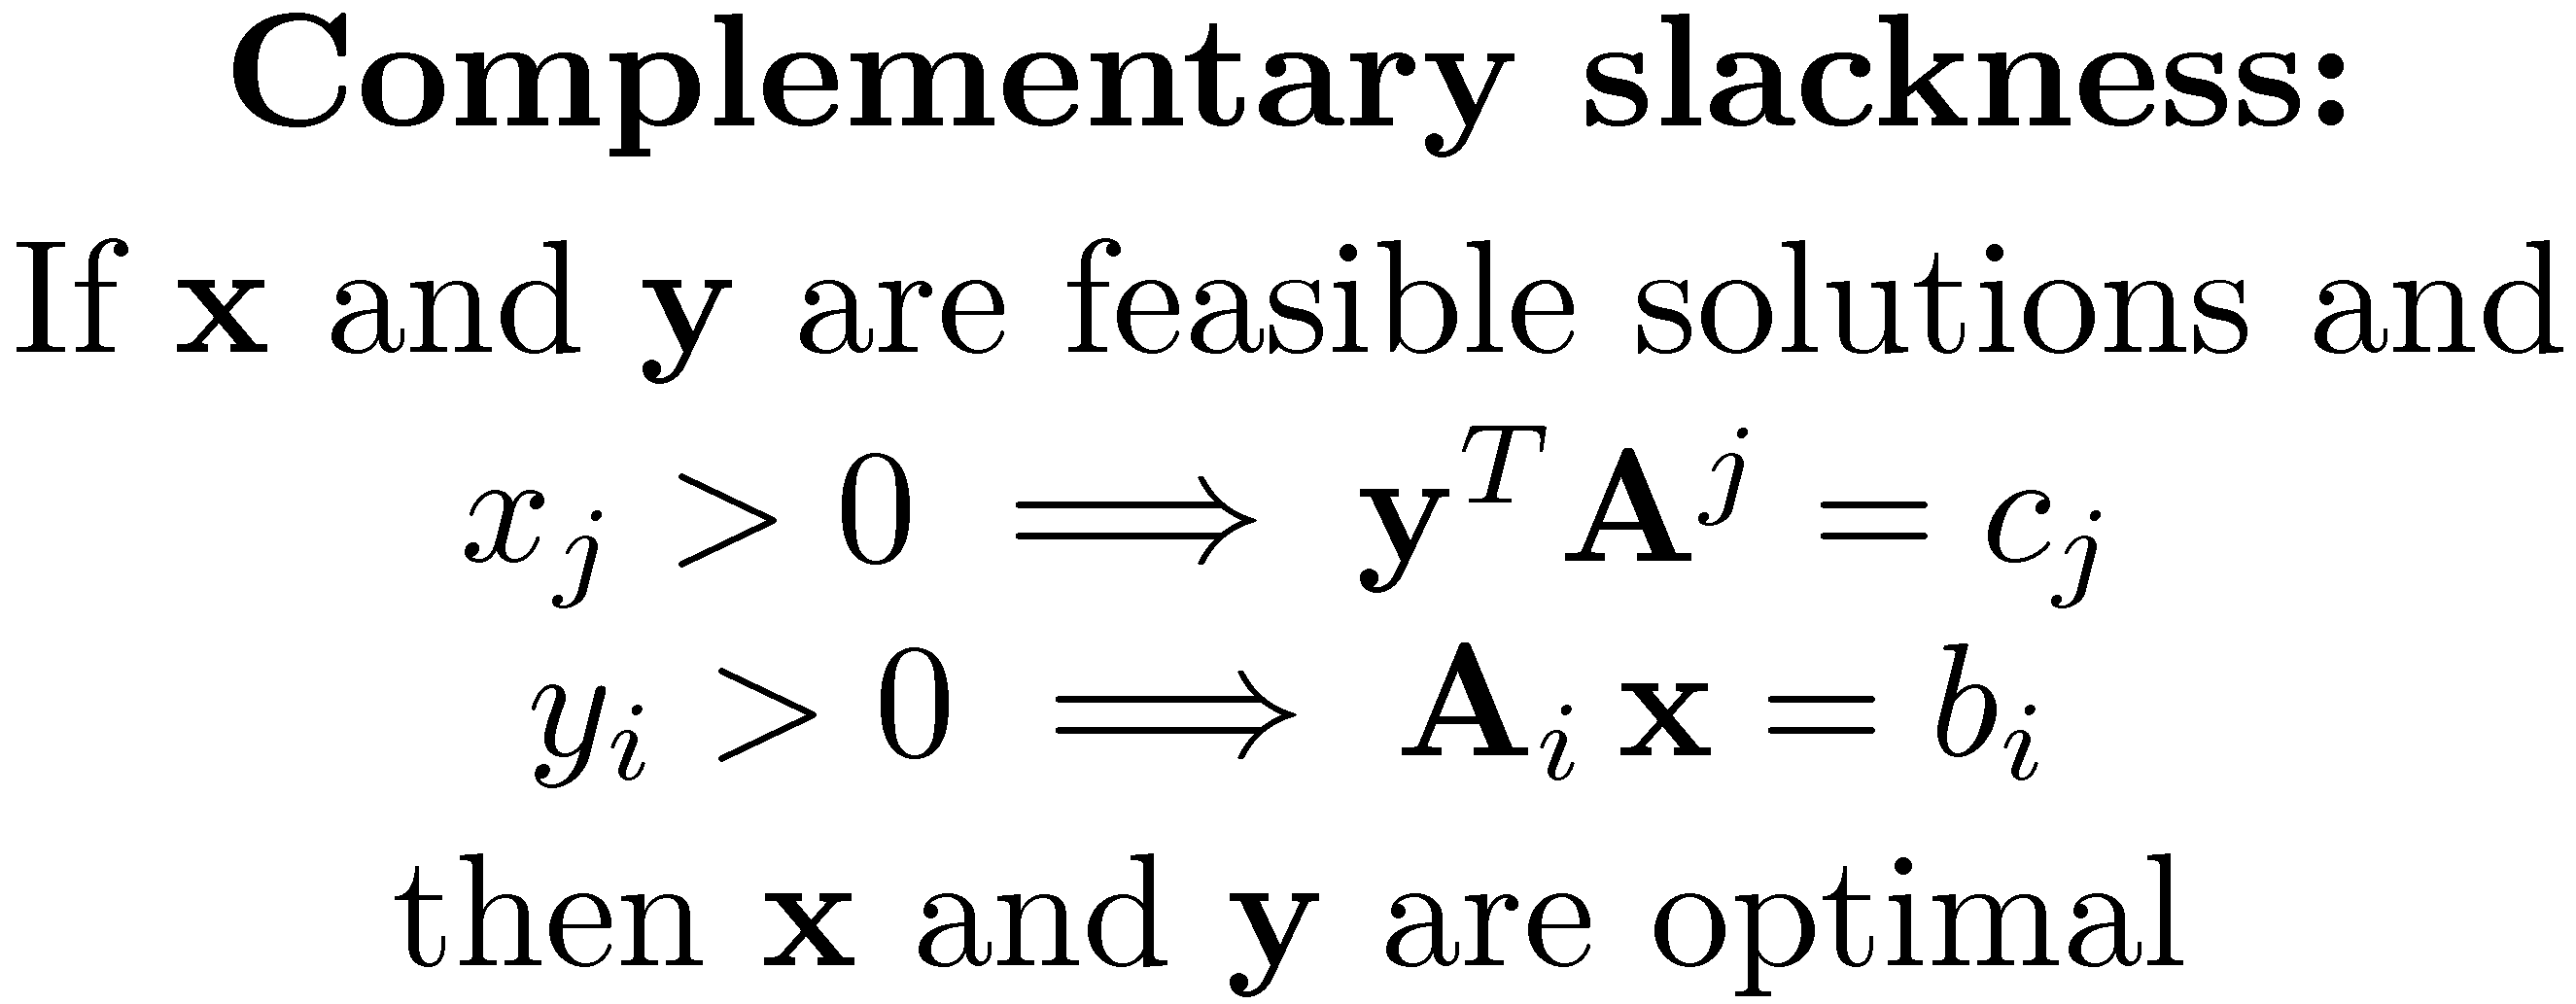 Complementary slackness:
If x and y are feasible solutions and
x_j > 0 ⟹ y^T A^j = c_j
y_i > 0 ⟹ A_i x = b_i
then x and y are optimal